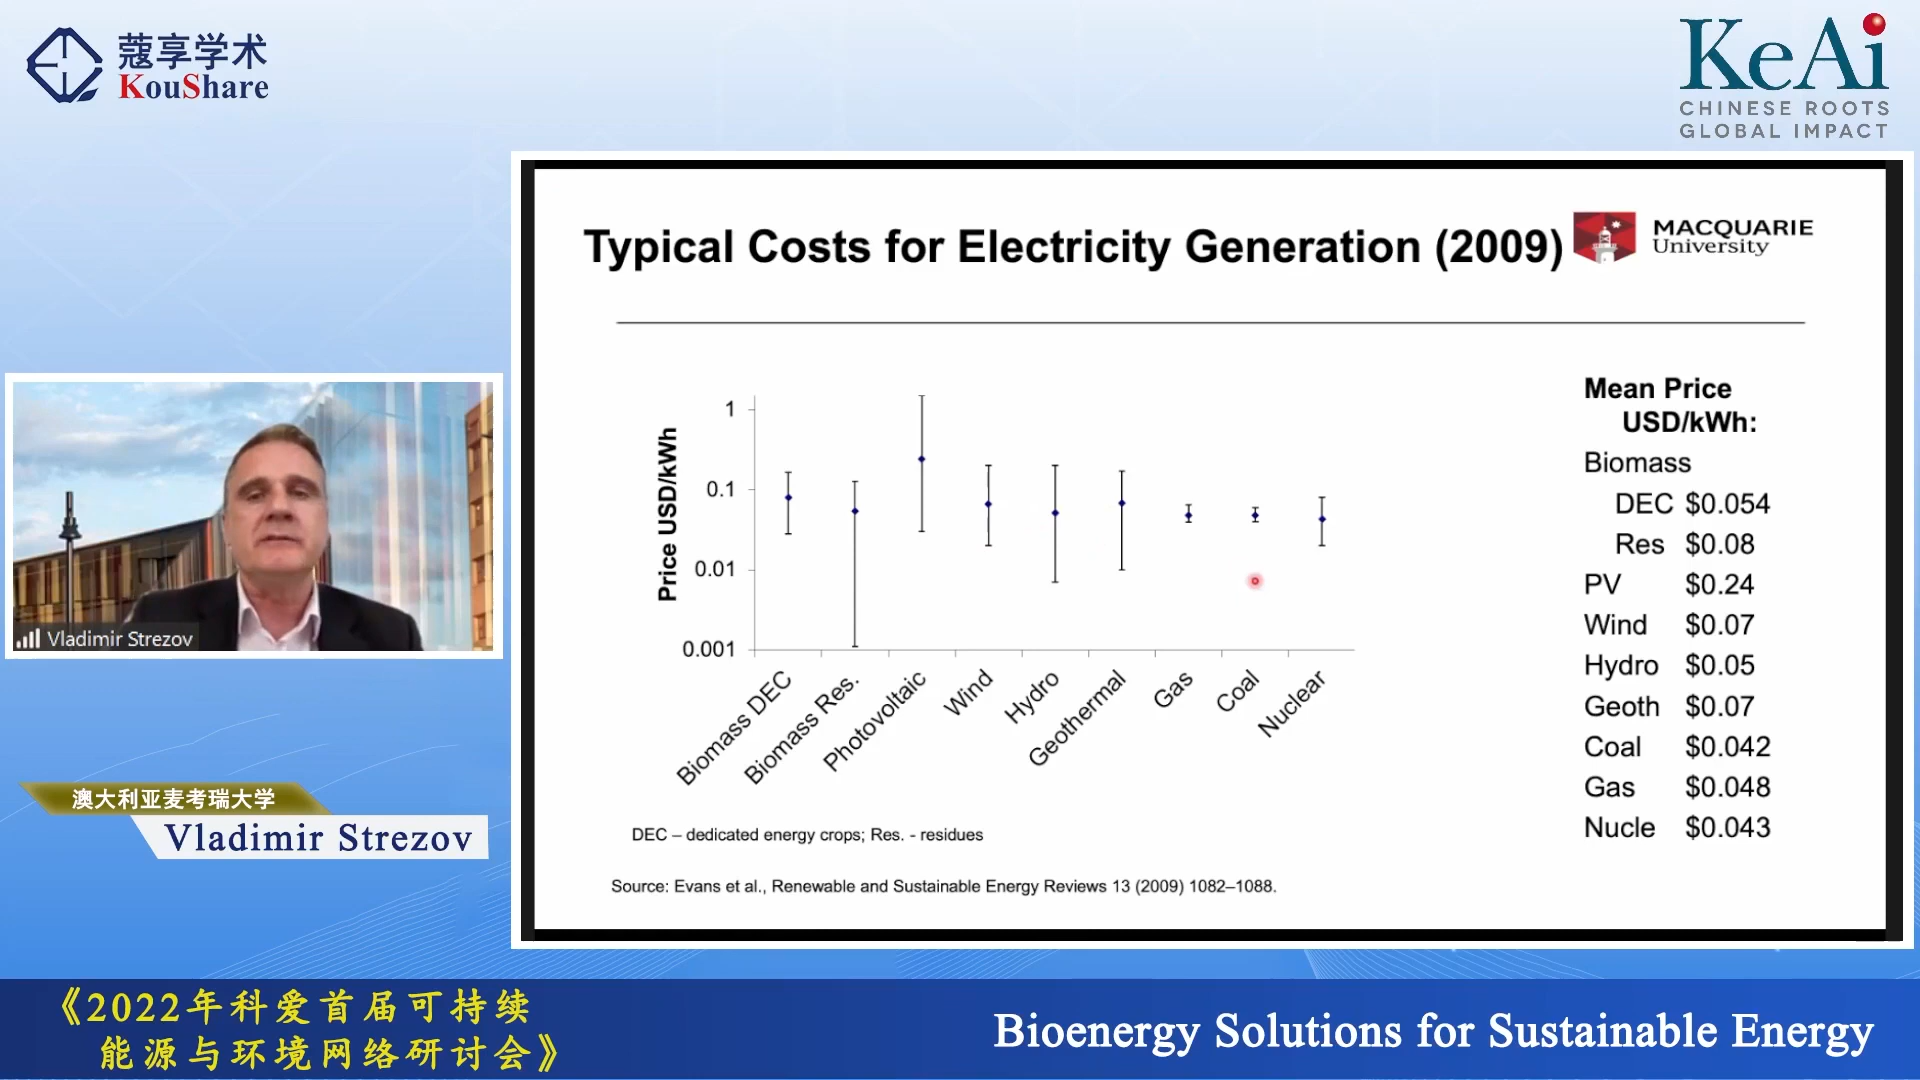 蔻享学术
KouShare
KeAi
CHINESE ROOTS
GLOBAL IMPACT
Typical Costs for Electricity Generation (2009)
MACQUARIE
University
Price USD/kWh
1
0.1
0.01
0.001
Biomass DEC
Biomass Res.
Photovoltaic
Wind
Hydro
Geothermal
Gas
Coal
Nuclear
Mean Price
USD/kWh:
Biomass
DEC $0.054
Res $0.08
PV $0.24
Wind $0.07
Hydro $0.05
Geoth $0.07
Coal $0.042
Gas $0.048
Nucle $0.043
DEC – dedicated energy crops; Res. - residues
Source: Evans et al., Renewable and Sustainable Energy Reviews 13 (2009) 1082–1088.
Vladimir Strezov
澳大利亚麦考瑞大学
Vladimir Strezov
《2022年科爱首届可持续
能源与环境网络研讨会》
Bioenergy Solutions for Sustainable Energy